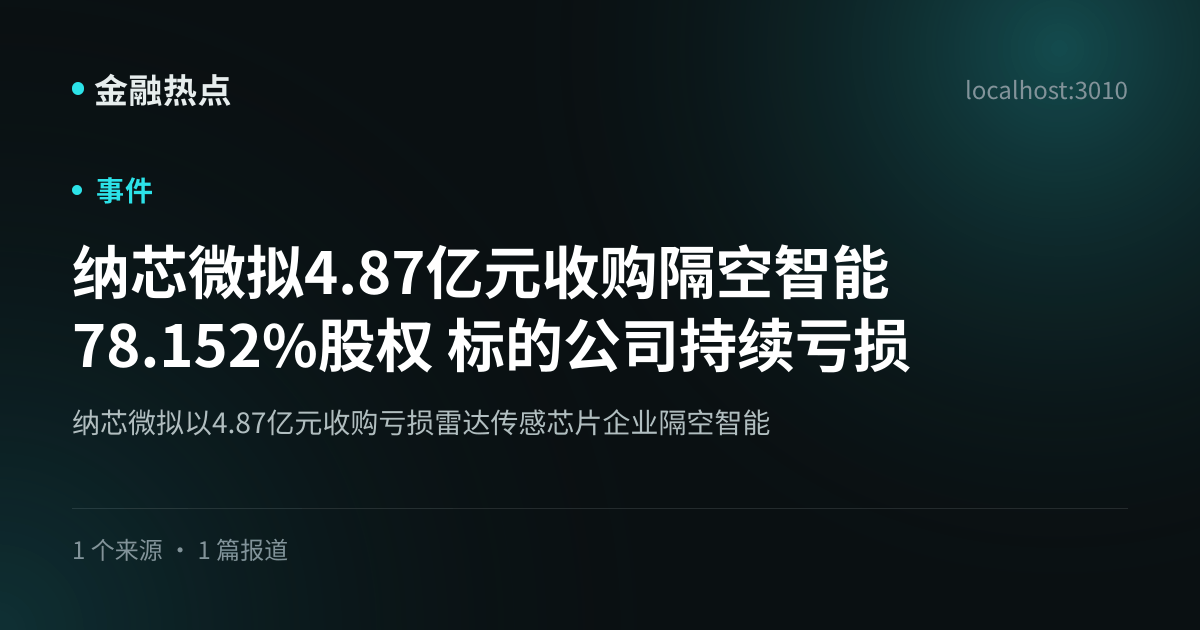 金融热点
localhost:3010
事件
纳芯微拟4.87亿元收购隔空智能
78.152%股权 标的公司持续亏损
纳芯微拟以4.87亿元收购亏损雷达传感芯片企业隔空智能
1 个来源 · 1 篇报道